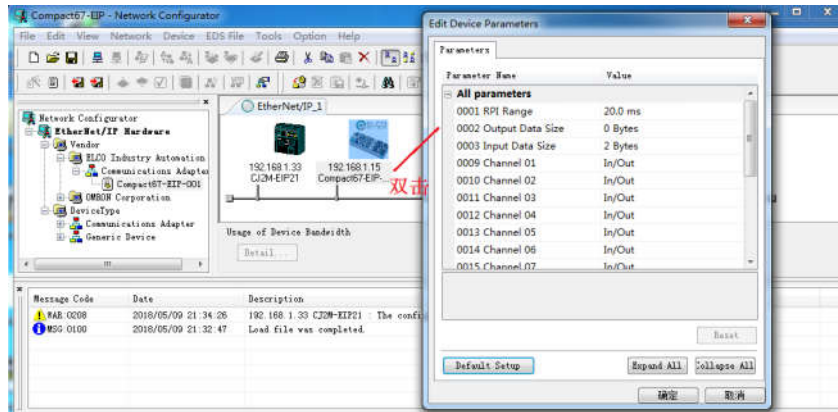 Compact67-EIP - Network Configurator
File Edit View Network Device EDS File Tools Option Help
EtherNet/IP_1
Network Configurator
EtherNet/IP Hardware
Vendor
ELCO Industry Automation
Communications Adapter
Compact67-EIP-001
OMRON Corporation
DeviceType
Communications Adapter
Generic Device
192.168.1.33
CJ2M-EIP21
192.168.1.15
Compact67-EIP-...
双击
Usage of Device Bandwidth
Detail...
Message Code Date Description
WAR:0208 2018/05/09 21:34:26 192.168.1.33 CJ2M-EIP21 : The confi
MSG:0100 2018/05/09 21:32:47 Load file was completed.
Edit Device Parameters
Parameters
Parameter Name Value
All parameters
0001 RPI Range 20.0 ms
0002 Output Data Size 0 Bytes
0003 Input Data Size 2 Bytes
0009 Channel 01 In/Out
0010 Channel 02 In/Out
0011 Channel 03 In/Out
0012 Channel 04 In/Out
0013 Channel 05 In/Out
0014 Channel 06 In/Out
0015 Channel 07 In/Out
Reset
Default Setup Expand All Collapse All
确定 取消